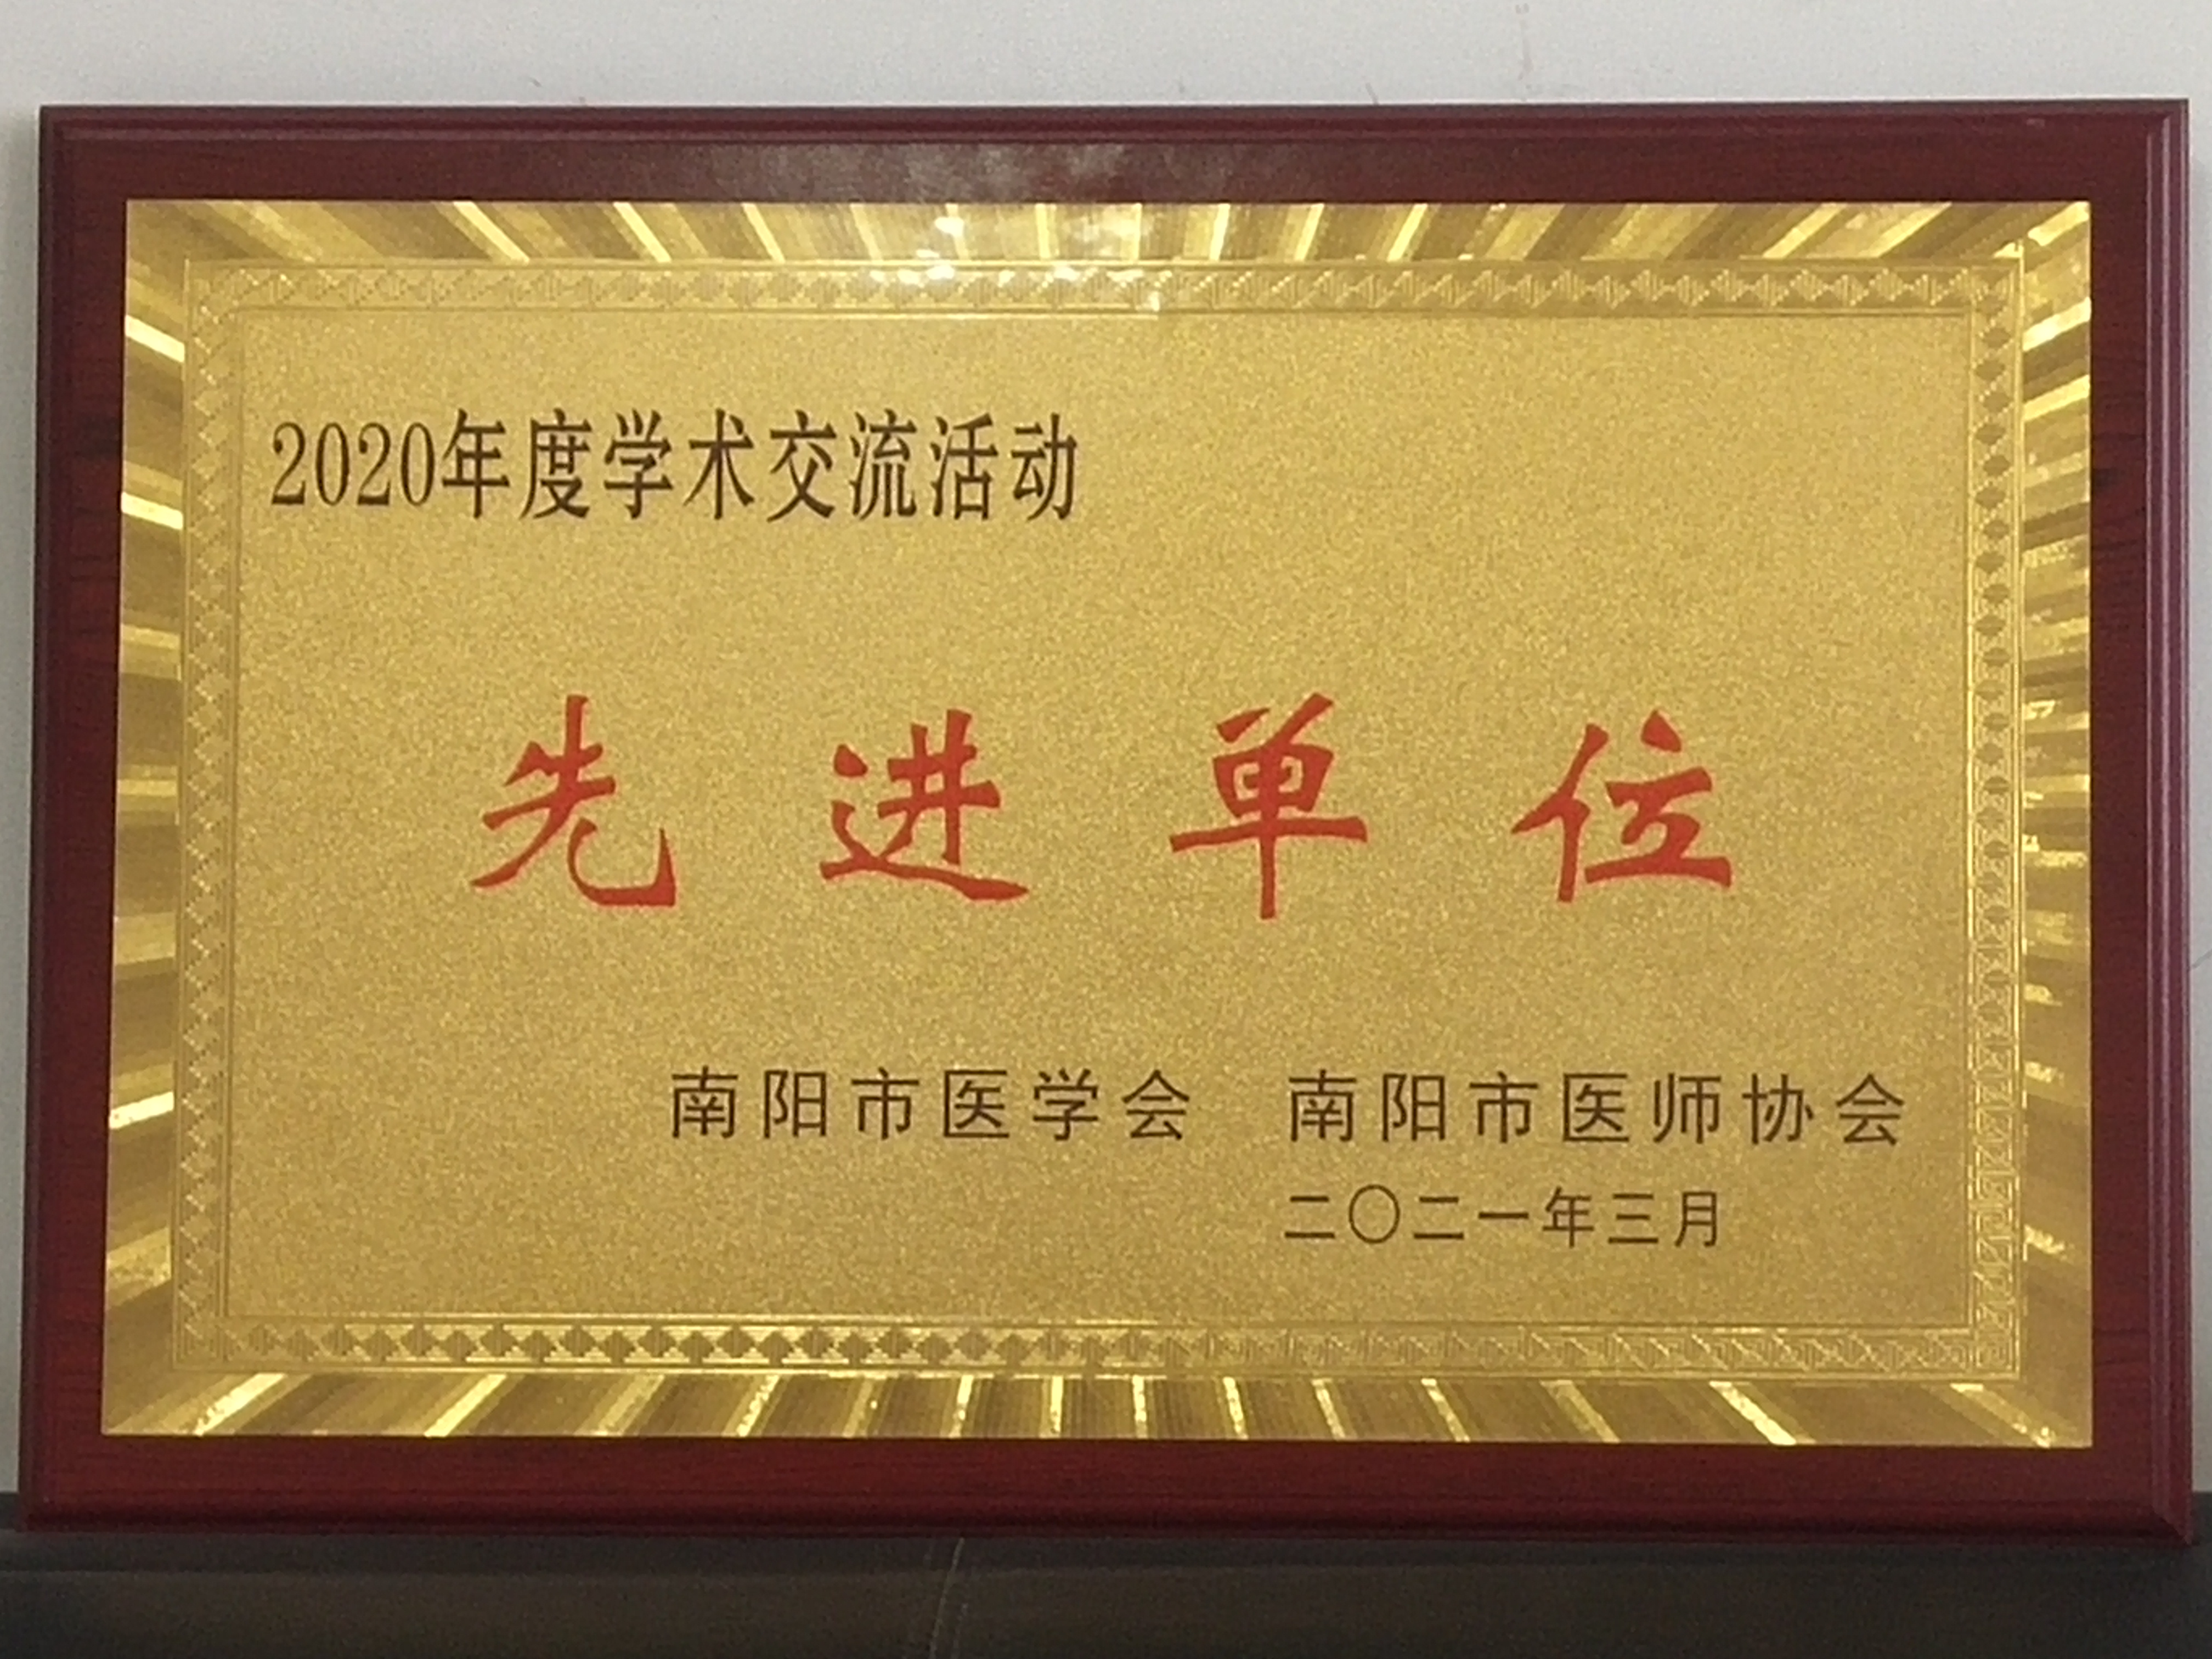 2020年度学术交流活动
先进单位
南阳市医学会 南阳市医师协会
二〇二一年三月